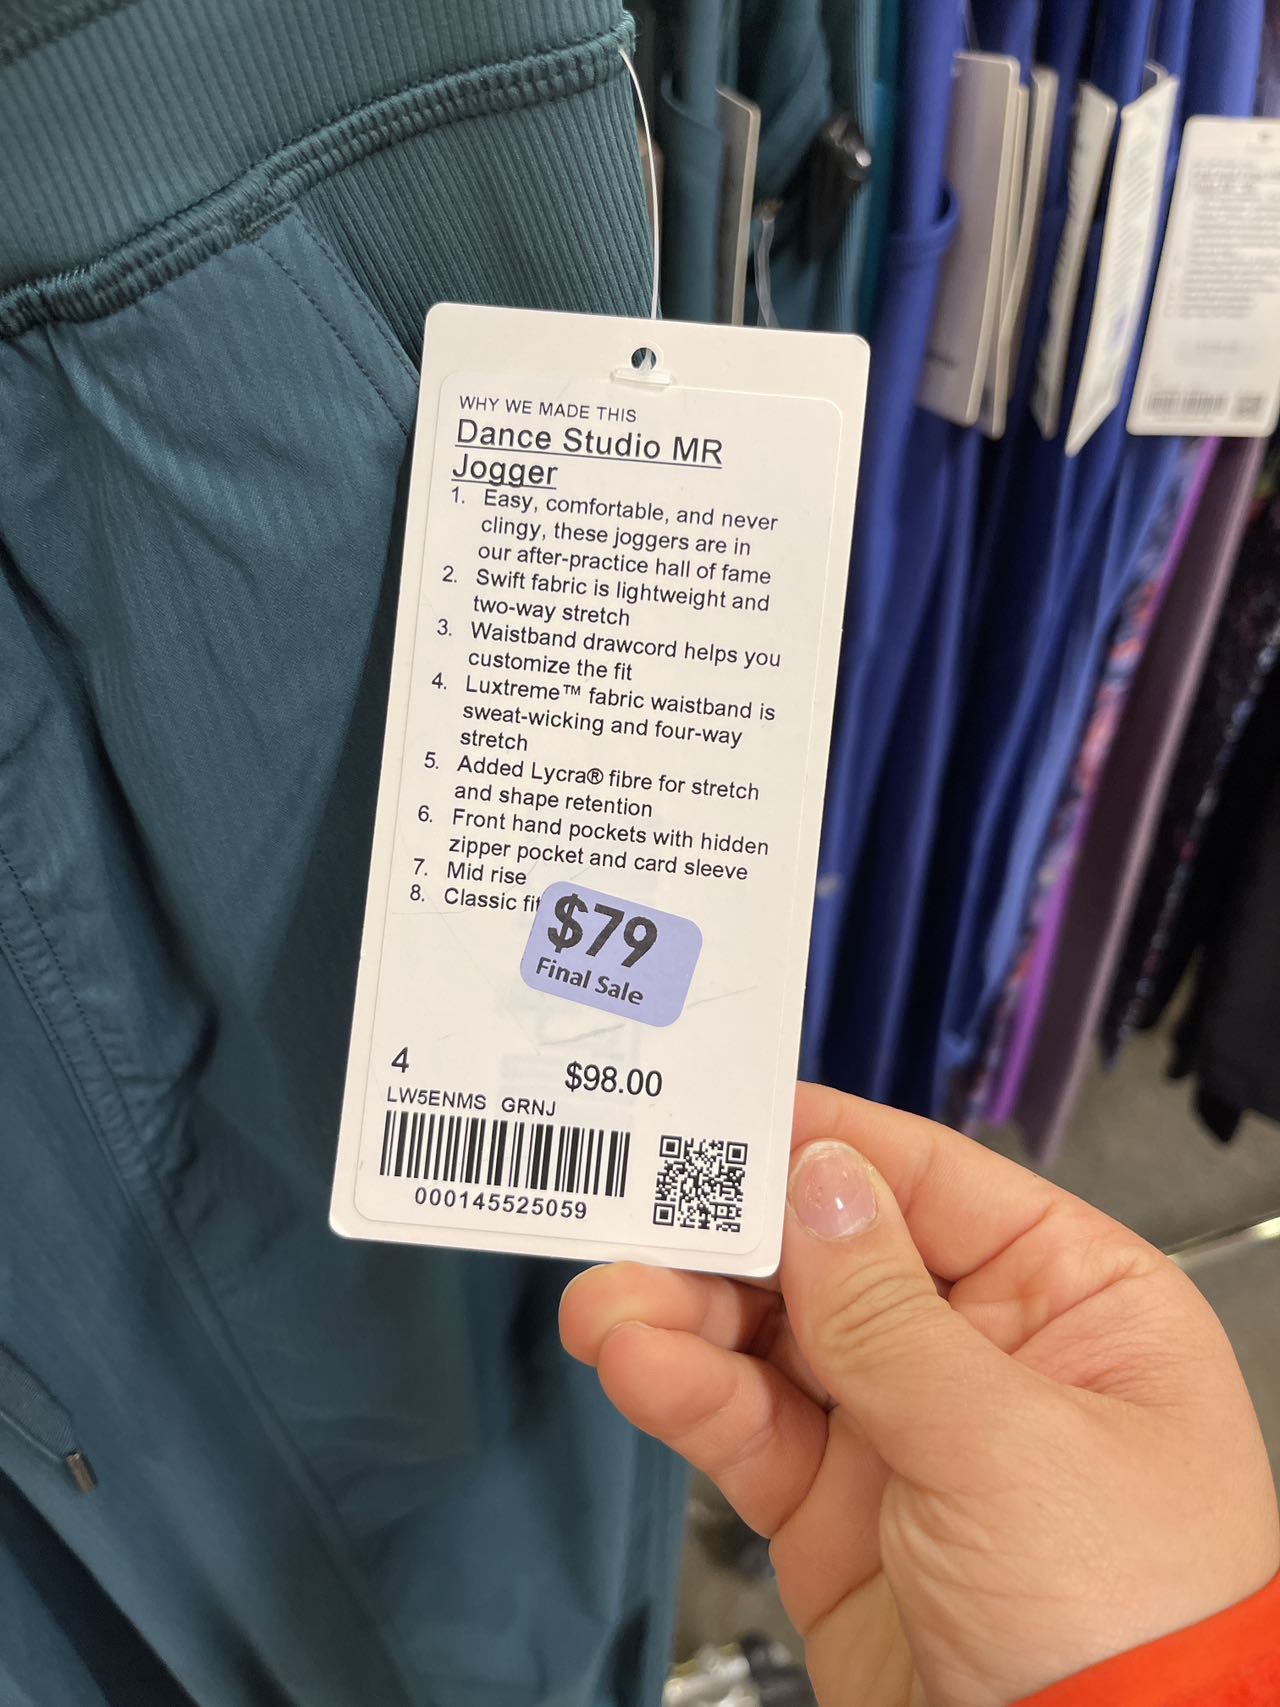 WHY WE MADE THIS
Dance Studio MR
Jogger
1. Easy, comfortable, and never
clingy, these joggers are in
our after-practice hall of fame
2. Swift fabric is lightweight and
two-way stretch
3. Waistband drawcord helps you
customize the fit
4. Luxtreme™ fabric waistband is
sweat-wicking and four-way
stretch
5. Added Lycra® fibre for stretch
and shape retention
6. Front hand pockets with hidden
zipper pocket and card sleeve
7. Mid rise
8. Classic fit
$79
Final Sale
4 $98.00
LW5ENMS GRNJ
000145525059